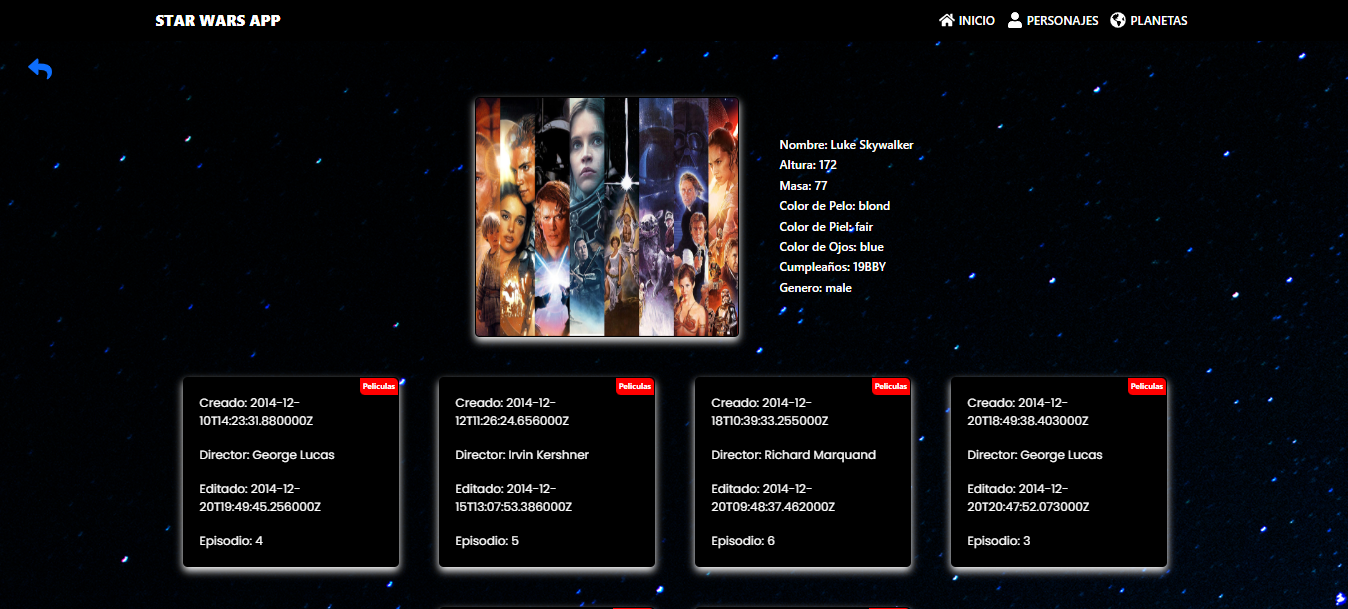 STAR WARS APP
INICIO
PERSONAJES
PLANETAS
Nombre: Luke Skywalker
Altura: 172
Masa: 77
Color de Pelo: blond
Color de Piel: fair
Color de Ojos: blue
Cumpleaños: 19BBY
Genero: male
Películas
Creado: 2014-12-
10T14:23:31.880000Z
Director: George Lucas
Editado: 2014-12-
20T19:49:45.256000Z
Episodio: 4
Películas
Creado: 2014-12-
12T11:26:24.656000Z
Director: Irvin Kershner
Editado: 2014-12-
15T13:07:53.386000Z
Episodio: 5
Películas
Creado: 2014-12-
18T10:39:33.255000Z
Director: Richard Marquand
Editado: 2014-12-
20T09:48:37.462000Z
Episodio: 6
Películas
Creado: 2014-12-
20T18:49:38.403000Z
Director: George Lucas
Editado: 2014-12-
20T20:47:52.073000Z
Episodio: 3